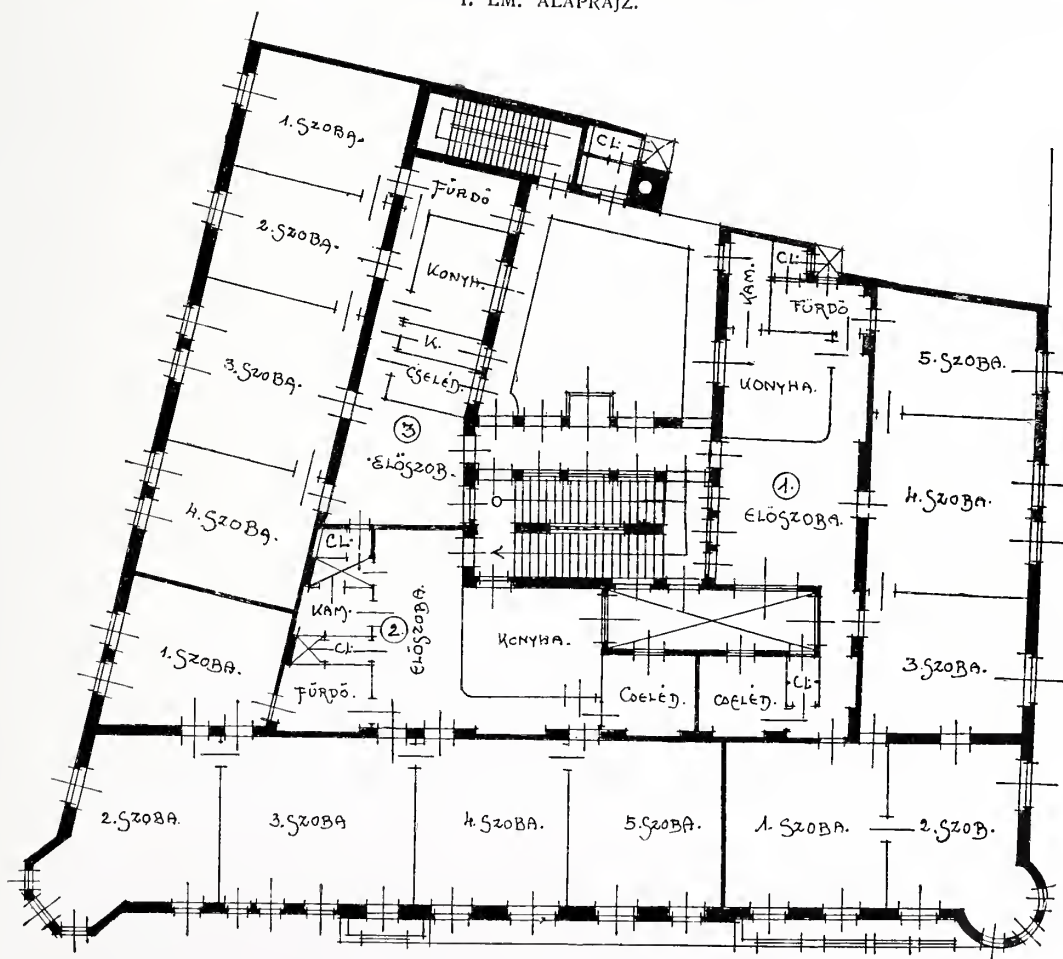 I. EM. ALAPRAJZ.
1. SZOBA.
CL.
FÜRDŐ
2. SZOBA.
KONYH.
CL.
KAM.
FÜRDŐ
3. SZOBA.
K.
CSELÉD.
KONYHA.
5. SZOBA.
3
ELŐSZOB.
1.
ELŐSZOBA.
4. SZOBA.
4. SZOBA.
CL.
KAM.
2.
ELŐSZOBA.
KONYHA.
1. SZOBA.
CL.
FÜRDŐ.
CSELÉD.
CSELÉD.
CL.
3. SZOBA.
2. SZOBA.
3. SZOBA
4. SZOBA.
5. SZOBA.
1. SZOBA.
2. SZOB.